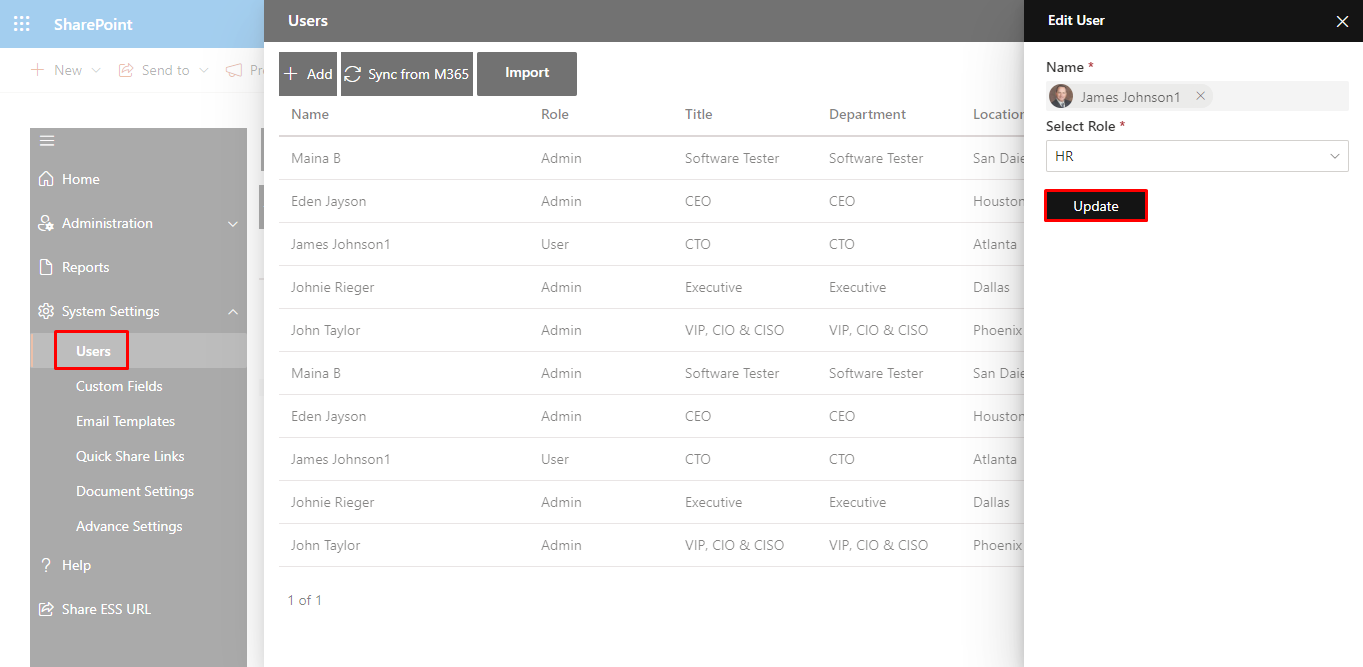 SharePoint
New
Send to
Home
Administration
Reports
System Settings
Users
Custom Fields
Email Templates
Quick Share Links
Document Settings
Advance Settings
Help
Share ESS URL
Users
Add Sync from M365 Import
Name Role Title Department Location
Maina B Admin Software Tester Software Tester San Die
Eden Jayson Admin CEO CEO Houston
James Johnson1 User CTO CTO Atlanta
Johnie Rieger Admin Executive Executive Dallas
John Taylor Admin VIP, CIO & CISO VIP, CIO & CISO Phoenix
Maina B Admin Software Tester Software Tester San Die
Eden Jayson Admin CEO CEO Houston
James Johnson1 User CTO CTO Atlanta
Johnie Rieger Admin Executive Executive Dallas
John Taylor Admin VIP, CIO & CISO VIP, CIO & CISO Phoenix
1 of 1
Edit User
Name *
James Johnson1
Select Role *
HR
Update